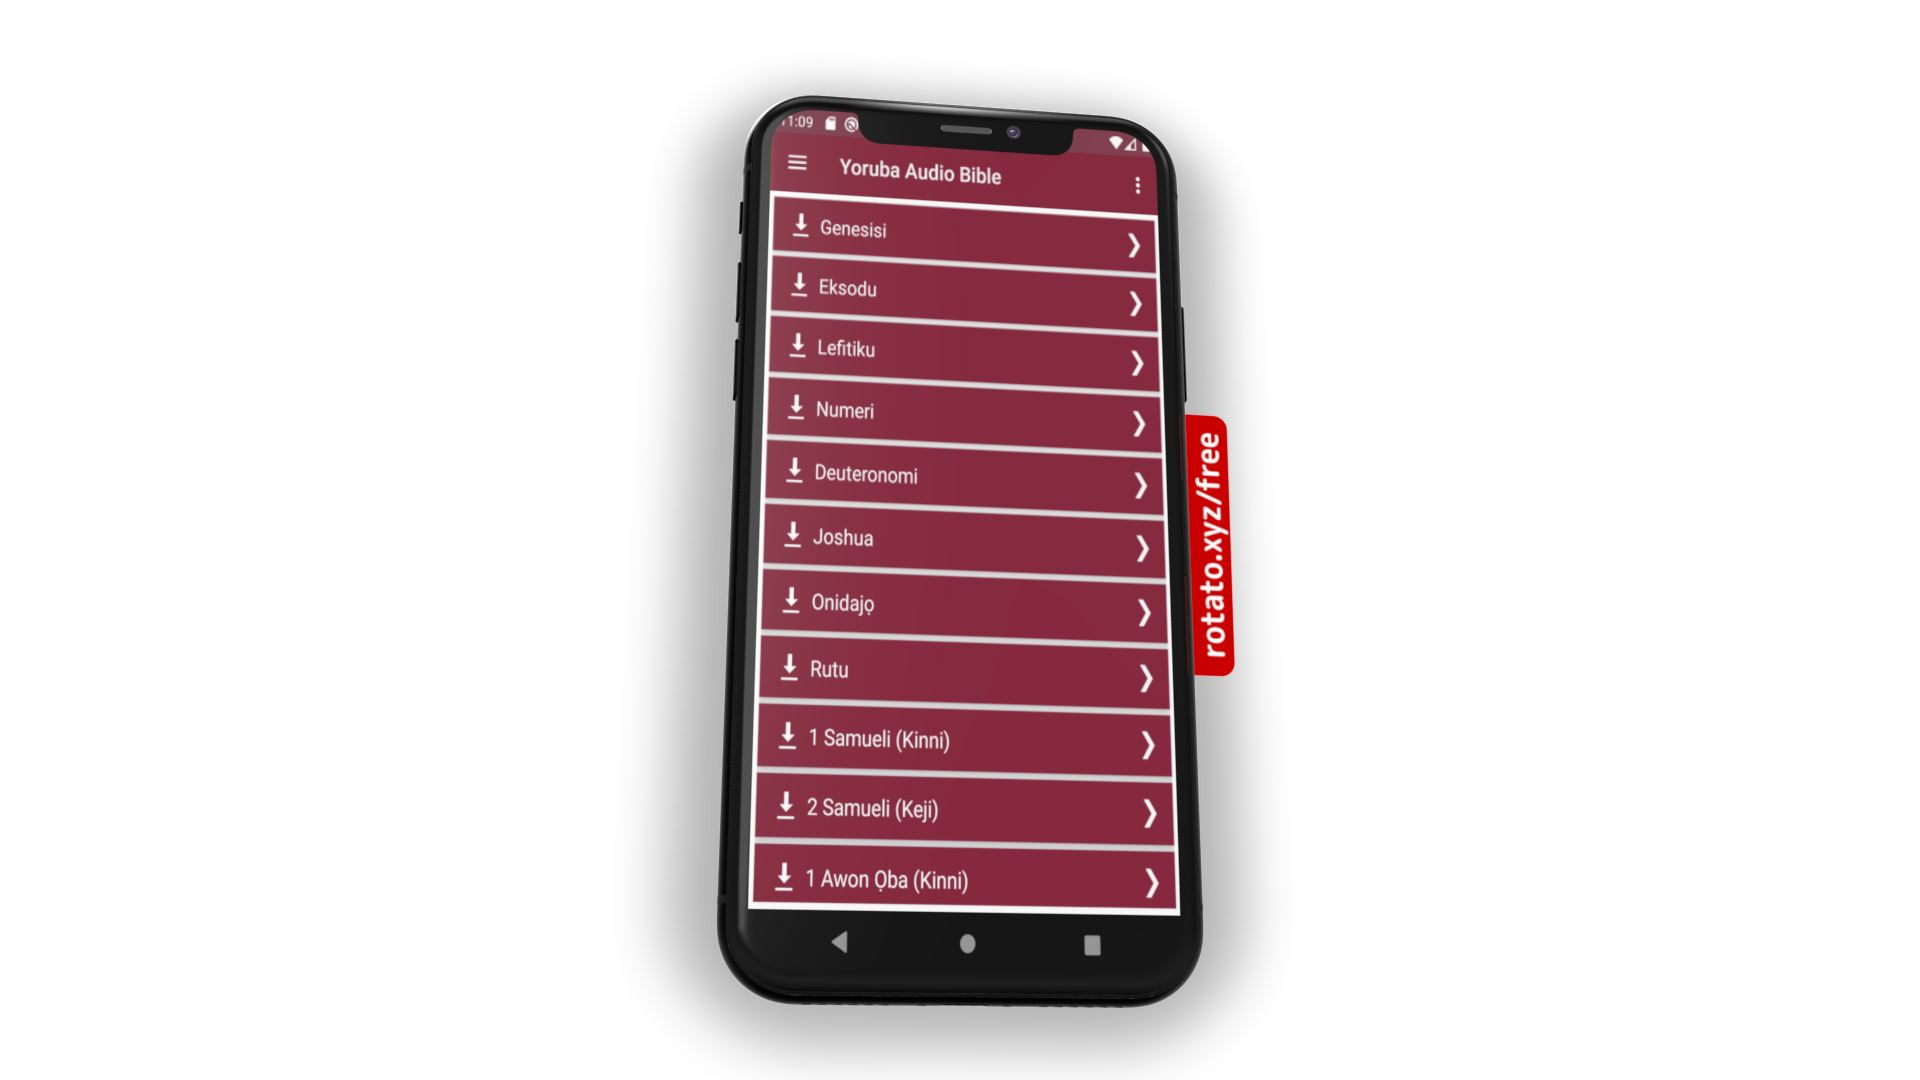 11:09
Yoruba Audio Bible
Genesisi
Eksodu
Lefitiku
Numeri
Deuteronomi
Joshua
Onidajọ
Rutu
1 Samueli (Kinni)
2 Samueli (Keji)
1 Awon Ọba (Kinni)
rotato.xyz/free